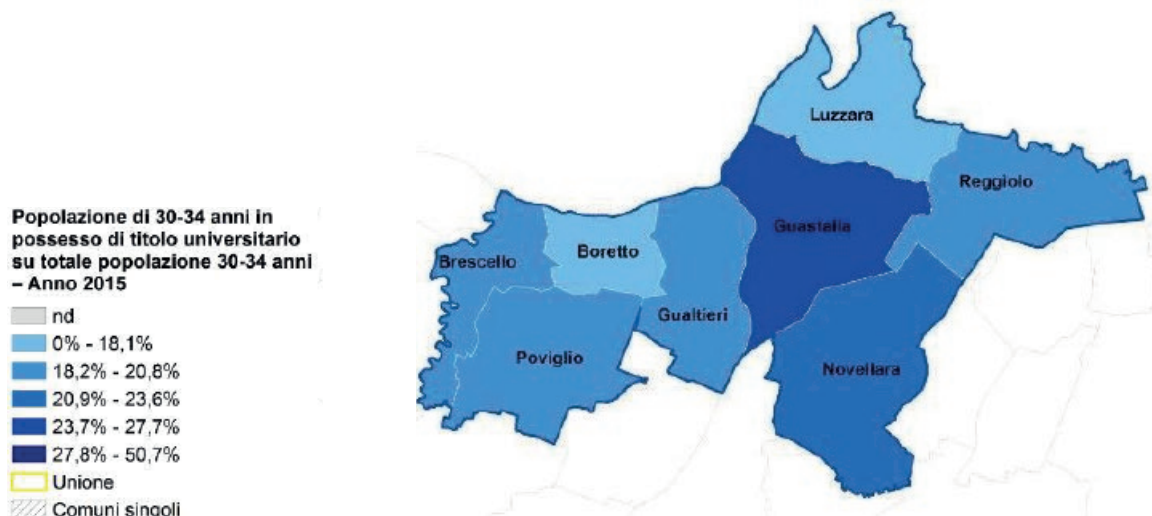 Popolazione di 30-34 anni in
possesso di titolo universitario
su totale popolazione 30-34 anni
– Anno 2015
nd
0% - 18,1%
18,2% - 20,8%
20,9% - 23,6%
23,7% - 27,7%
27,8% - 50,7%
Unione
Comuni singoli
Luzzara
Reggiolo
Guastalla
Boretto
Brescello
Gualtieri
Poviglio
Novellara